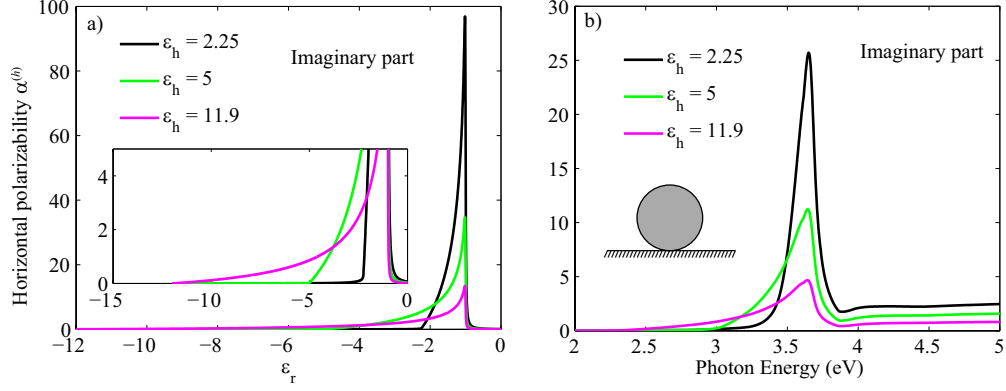 a)
Imaginary part
ε_h = 2.25
ε_h = 5
ε_h = 11.9
Horizontal polarizability α^(h)
100
80
60
40
20
0
−12 −10 −8 −6 −4 −2 0
ε_r
4
2
0
−15 −10 −5 0
b)
Imaginary part
ε_h = 2.25
ε_h = 5
ε_h = 11.9
30
25
20
15
10
5
0
2 2.5 3 3.5 4 4.5 5
Photon Energy (eV)